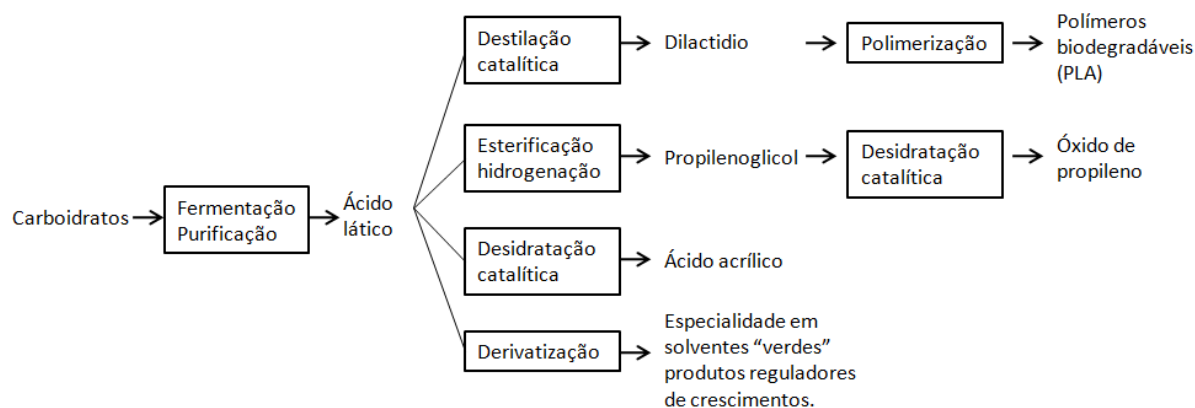 Carboidratos
Fermentação
Purificação
Ácido
lático
Destilação
catalítica
Dilactidio
Polimerização
Polímeros
biodegradáveis
(PLA)
Esterificação
hidrogenação
Propilenoglicol
Desidratação
catalítica
Óxido de
propileno
Desidratação
catalítica
Ácido acrílico
Derivatização
Especialidade em
solventes “verdes”
produtos reguladores
de crescimentos.